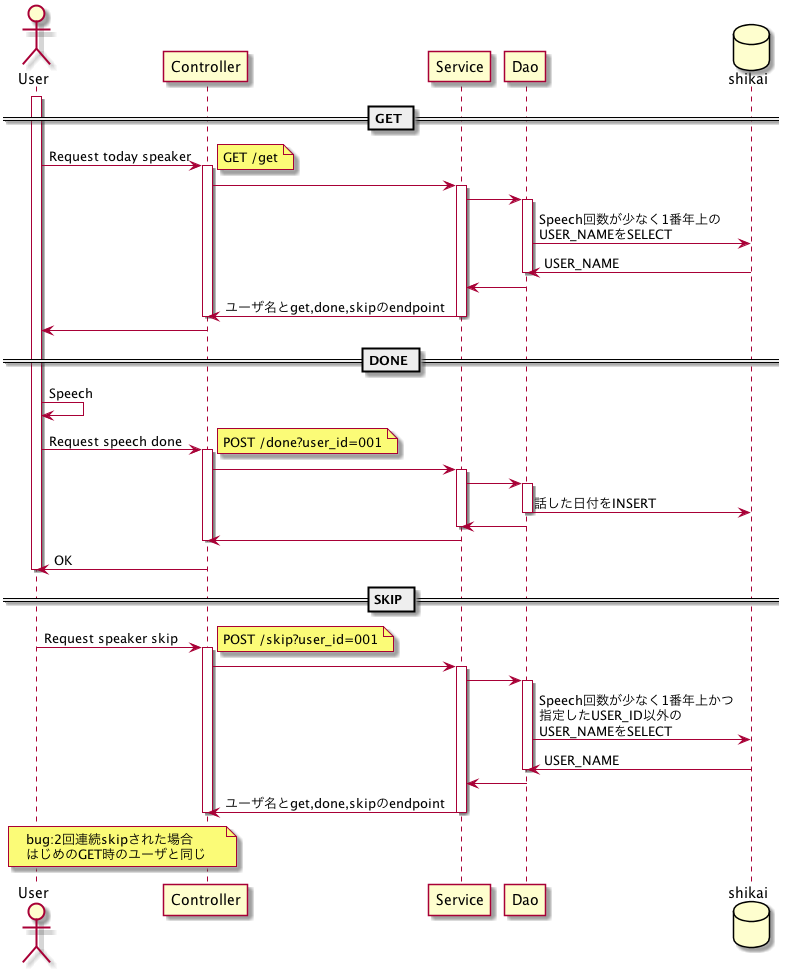 User
Controller
Service
Dao
shikai
GET
Request today speaker
GET /get
Speech回数が少なく1番年上の
USER_NAMEをSELECT
USER_NAME
ユーザ名とget,done,skipのendpoint
DONE
Speech
Request speech done
POST /done?user_id=001
話した日付をINSERT
OK
SKIP
Request speaker skip
POST /skip?user_id=001
Speech回数が少なく1番年上かつ
指定したUSER_ID以外の
USER_NAMEをSELECT
USER_NAME
ユーザ名とget,done,skipのendpoint
bug:2回連続skipされた場合
はじめのGET時のユーザと同じ
User
Controller
Service
Dao
shikai